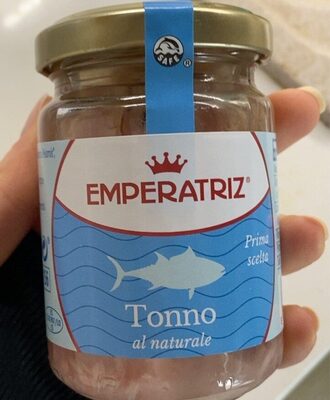 SAFE ®
EMPERATRIZ®
Prima
scelta
Tonno
al naturale